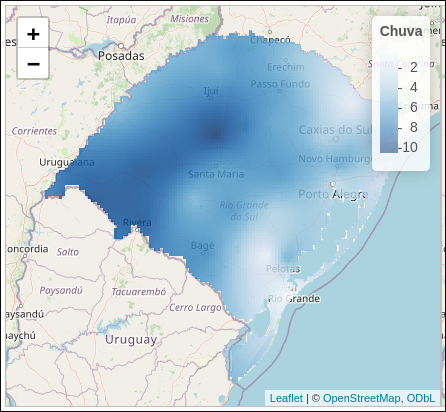 +
−
Itapúa
Misiones
Posadas
Chapecó
Erechim
Passo Fundo
Ijuí
Corrientes
Caxias do Sul
Uruguaiana
Novo Hamburgo
Santa Maria
Porto Alegre
Rio Grande
do Sul
Rivera
Bagé
Salto
Concordia
Pelotas
Paysandú
Tacuarembó
Rio Grande
Cerro Largo
aysandú
uaychú
Uruguay
Chuva
2
4
6
8
10
Leaflet | © OpenStreetMap, ODbL